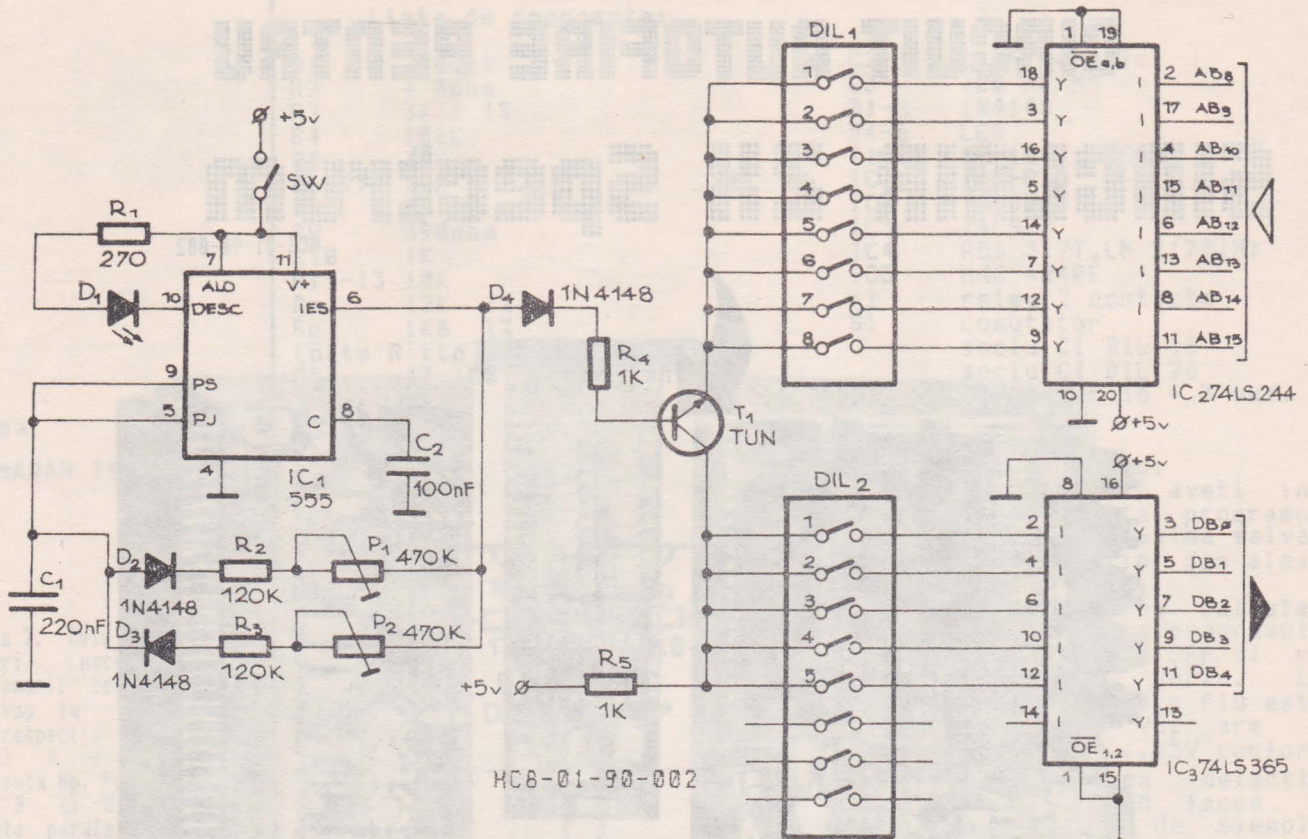 DIL1
1 19
OE a,b
1
2
3
4
5
6
7
8
18 Y I 2 AB8
3 Y I 17 AB9
16 Y I 4 AB10
5 Y I 15 AB11
14 Y I 6 AB12
7 Y I 13 AB13
12 Y I 8 AB14
9 Y I 11 AB15
10 20
IC2 74LS244
Ø+5v
Ø +5v
SW
R1
270
7 11
ALO V+
D1 10 DESC IES 6
9 PS
5 PJ C 8
4
IC1
555
C2
100nF
D4 1N4148
R4
1K
T1
TUN
C1
220nF
D2
1N4148
R2
120K
P1 470K
D3
1N4148
R3
120K
P2 470K
+5v Ø
R5
1K
DIL2
1
2
3
4
5
Ø+5v
8 16
2 I Y 3 DBØ
4 I Y 5 DB1
6 I Y 7 DB2
10 I Y 9 DB3
12 I Y 11 DB4
14 I Y 13
OE 1,2
1 15
IC3 74LS365
HC8-01-90-002